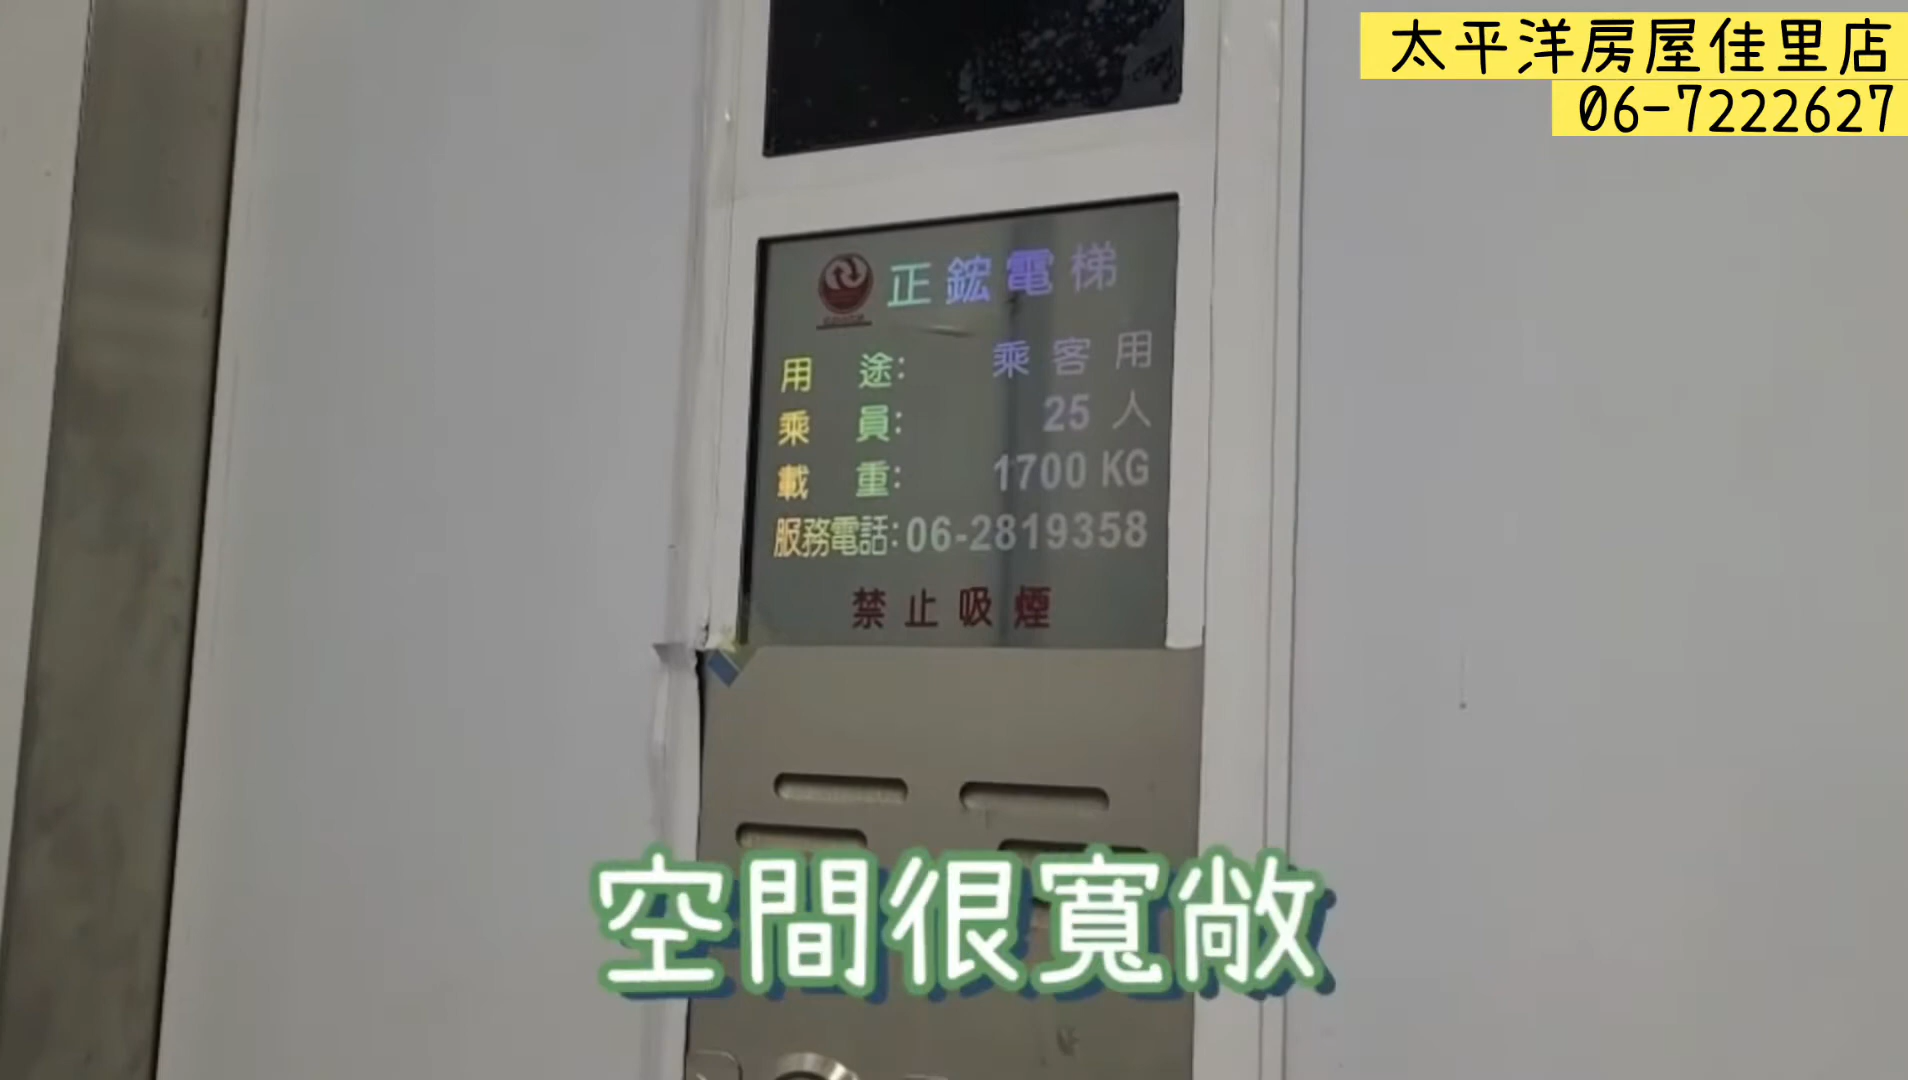 太平洋房屋佳里店
06-7222627
正鋐電梯
用途: 乘客用
乘員: 25人
載重: 1700 KG
服務電話:06-2819358
禁止吸煙
空間很寬敞